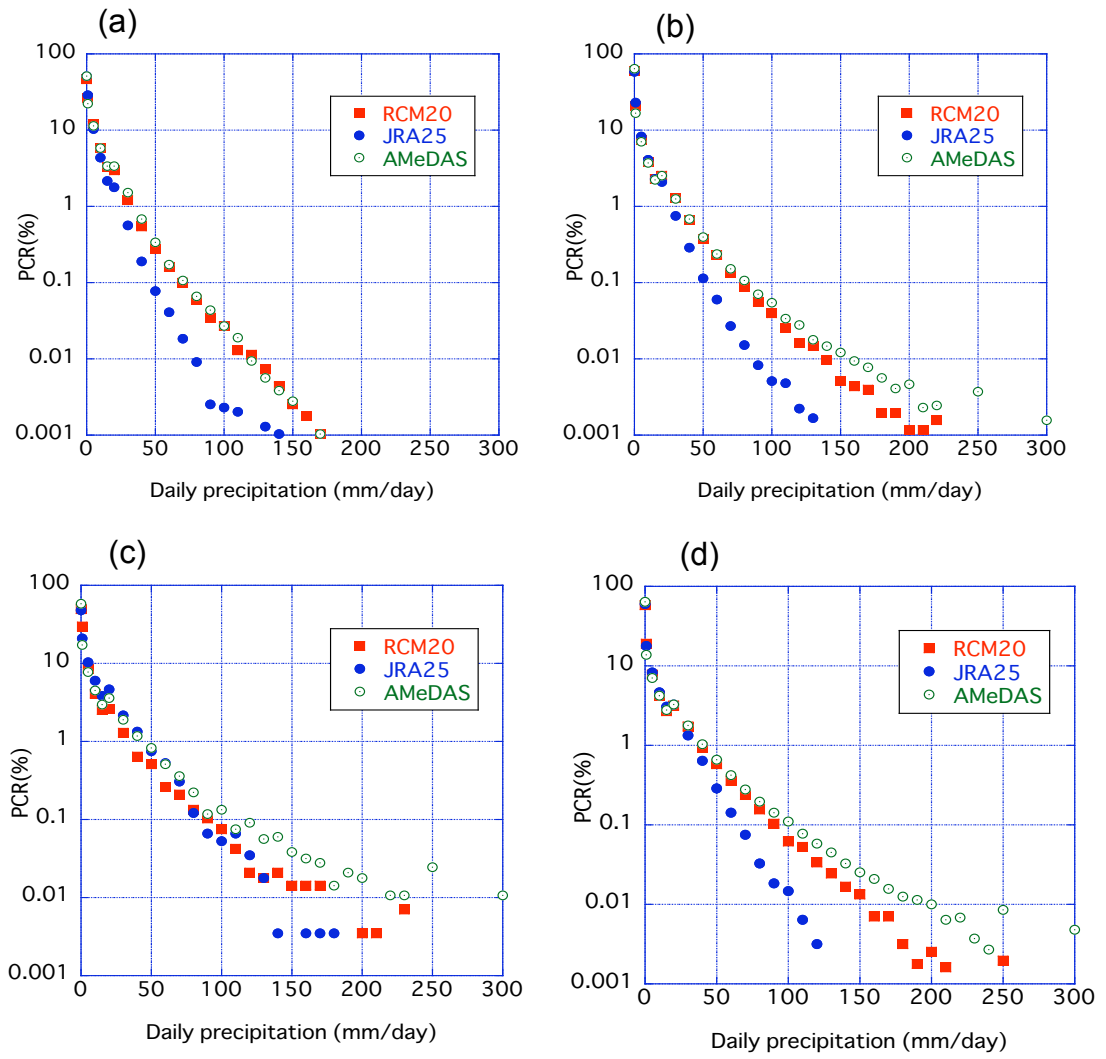 (a)
PCR(%)
100
10
1
0.1
0.01
0.001
RCM20
JRA25
AMeDAS
0 50 100 150 200 250 300
Daily precipitation (mm/day)
(b)
PCR(%)
100
10
1
0.1
0.01
0.001
RCM20
JRA25
AMeDAS
0 50 100 150 200 250 300
Daily precipitation (mm/day)
(c)
PCR(%)
100
10
1
0.1
0.01
0.001
RCM20
JRA25
AMeDAS
0 50 100 150 200 250 300
Daily precipitation (mm/day)
(d)
PCR(%)
100
10
1
0.1
0.01
0.001
RCM20
JRA25
AMeDAS
0 50 100 150 200 250 300
Daily precipitation (mm/day)